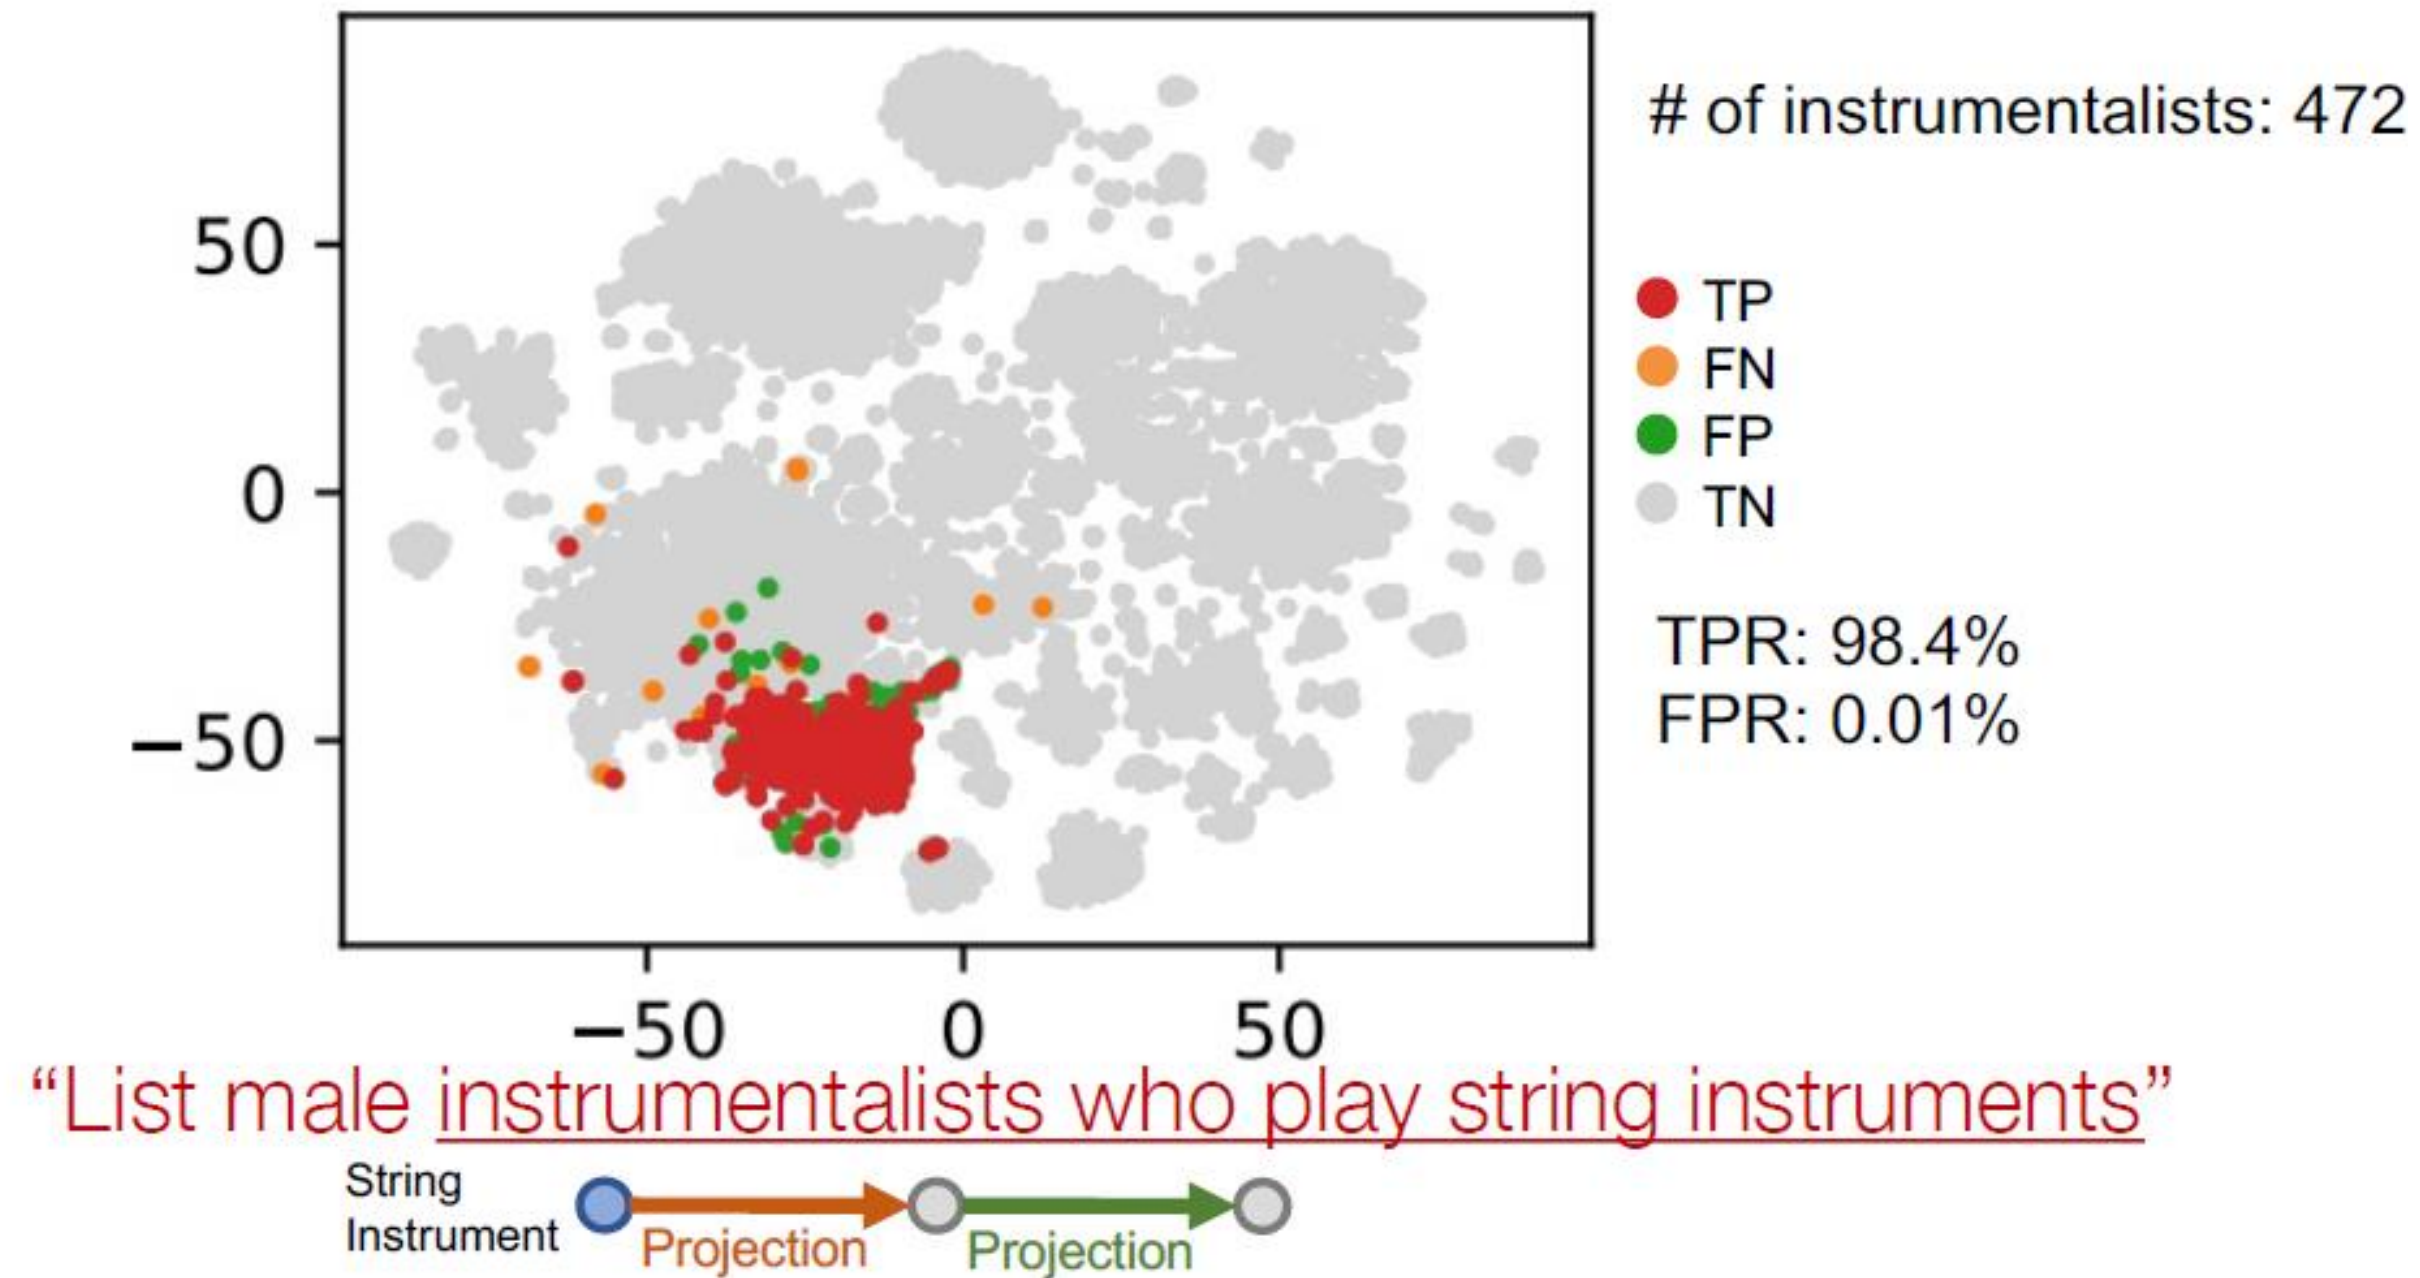 # of instrumentalists: 472
50
0
−50
TP
FN
FP
TN
TPR: 98.4%
FPR: 0.01%
−50 0 50
“List male instrumentalists who play string instruments”
String
Instrument
Projection Projection